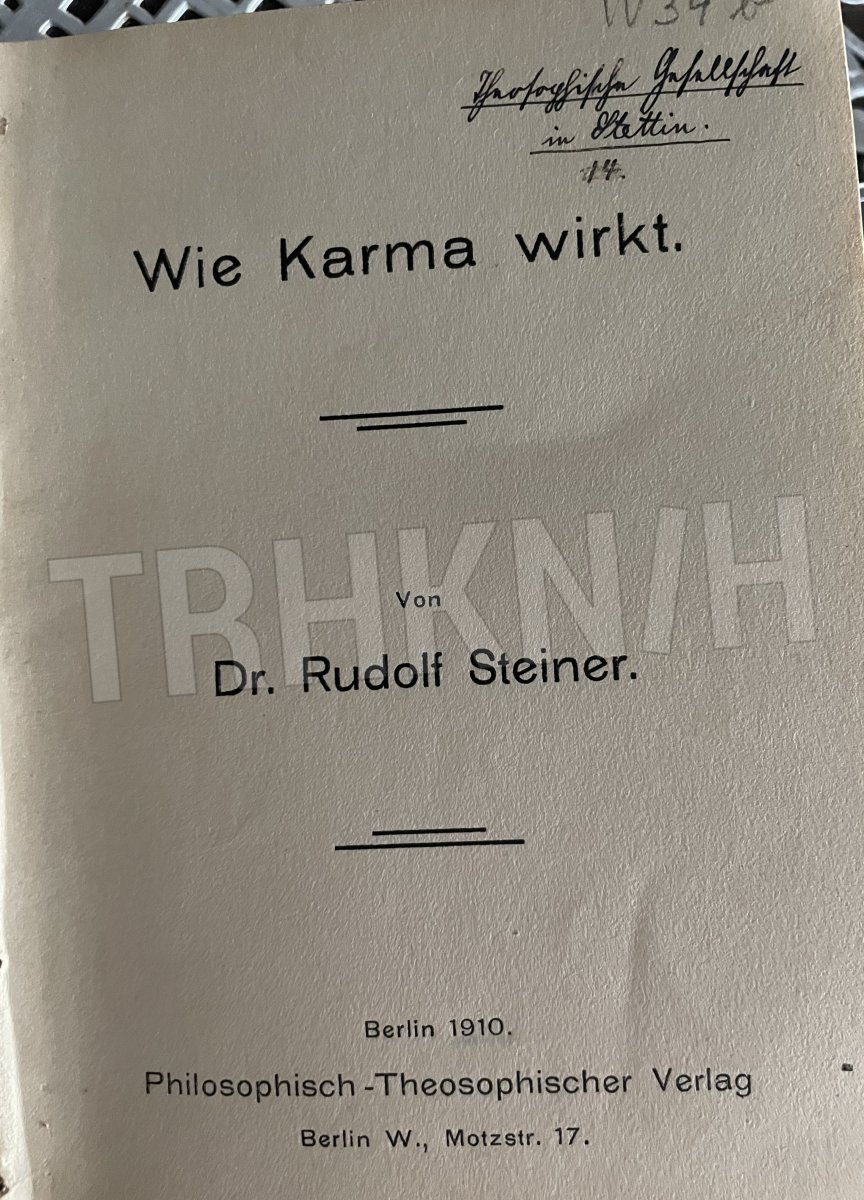 W 39 b
Theosophische Gesellschaft
in Stettin.
14.
Wie Karma wirkt.
TRHKN/H
Von
Dr. Rudolf Steiner.
Berlin 1910.
Philosophisch-Theosophischer Verlag
Berlin W., Motzstr. 17.